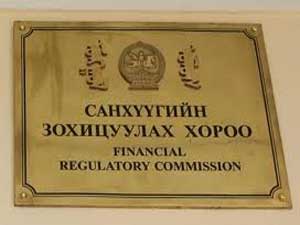 САНХҮҮГИЙН
ЗОХИЦУУЛАХ ХОРОО
FINANCIAL
REGULATORY COMMISSION